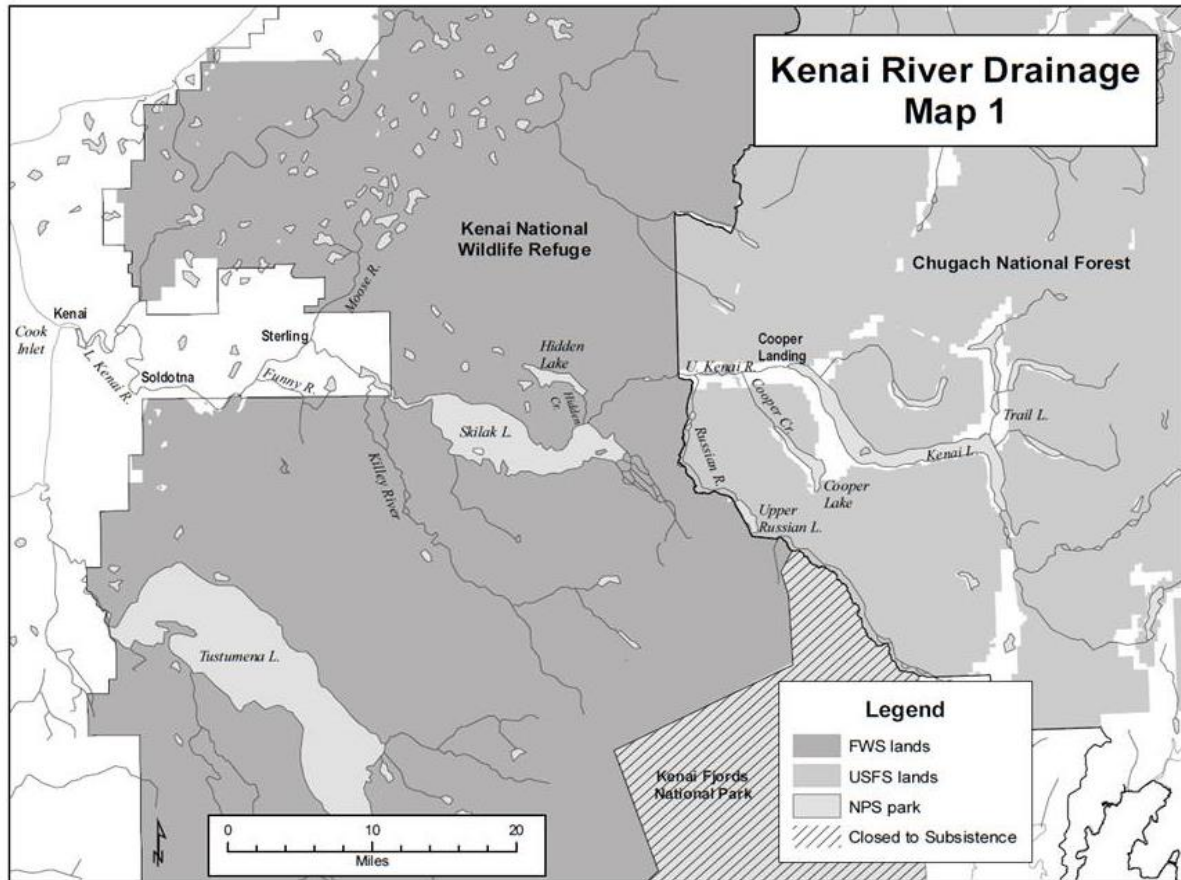 Kenai River Drainage
Map 1
Kenai National
Wildlife Refuge
Chugach National Forest
Moose R.
Kenai
Cook
Inlet
L. Kenai R.
Sterling
Soldotna
Funny R.
Hidden
Lake
Hidden
Cr.
Cooper
Landing
U. Kenai R.
Cooper Cr.
Trail L.
Skilak L.
Kenai L.
Russian R.
Killey River
Cooper
Lake
Upper
Russian L.
Tustumena L.
Kenai Fjords
National Park
Legend
FWS lands
USFS lands
NPS park
Closed to Subsistence
N
0 10 20
Miles